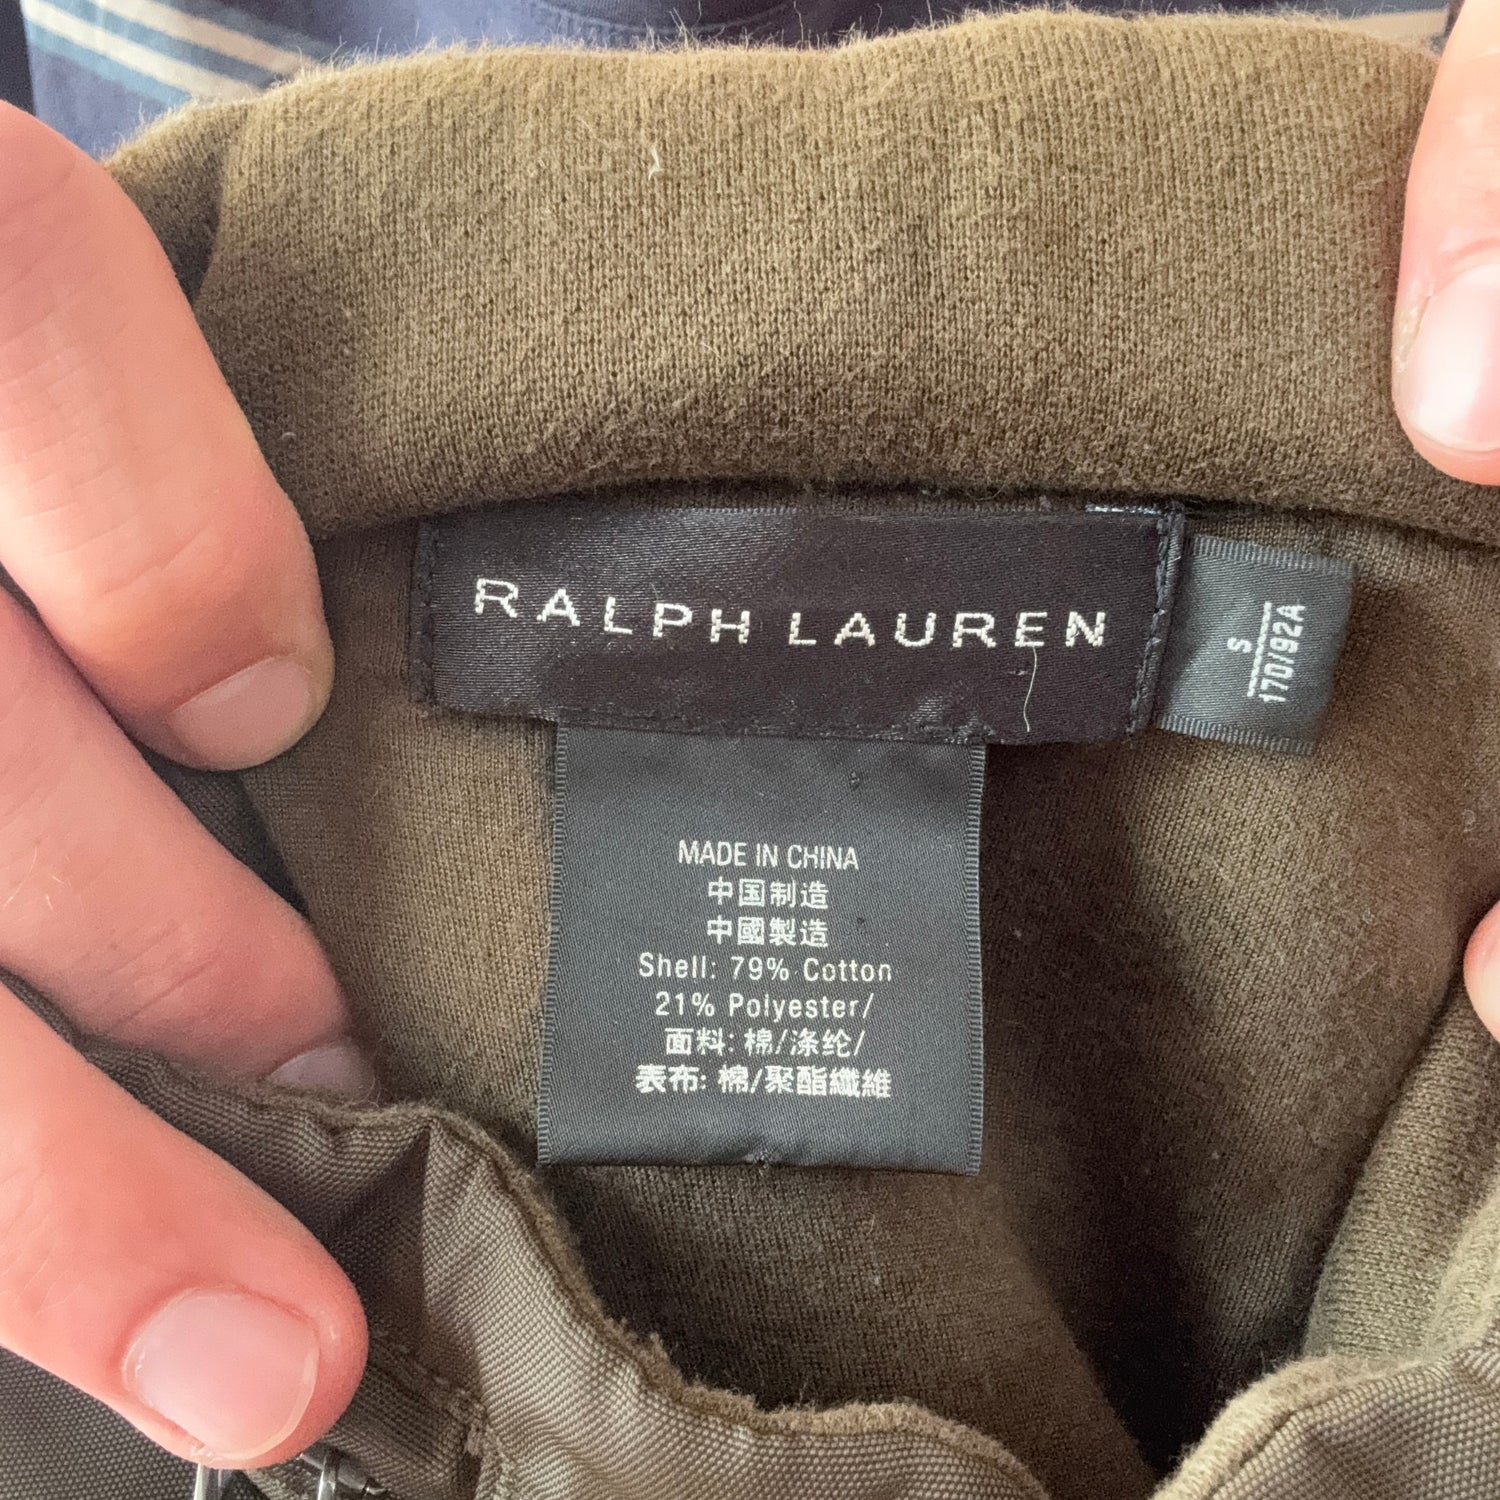 RALPH LAUREN
S
170/92A
MADE IN CHINA
中国制造
中國製造
Shell: 79% Cotton
21% Polyester/
面料: 棉/涤纶/
表布: 棉/聚酯纖維